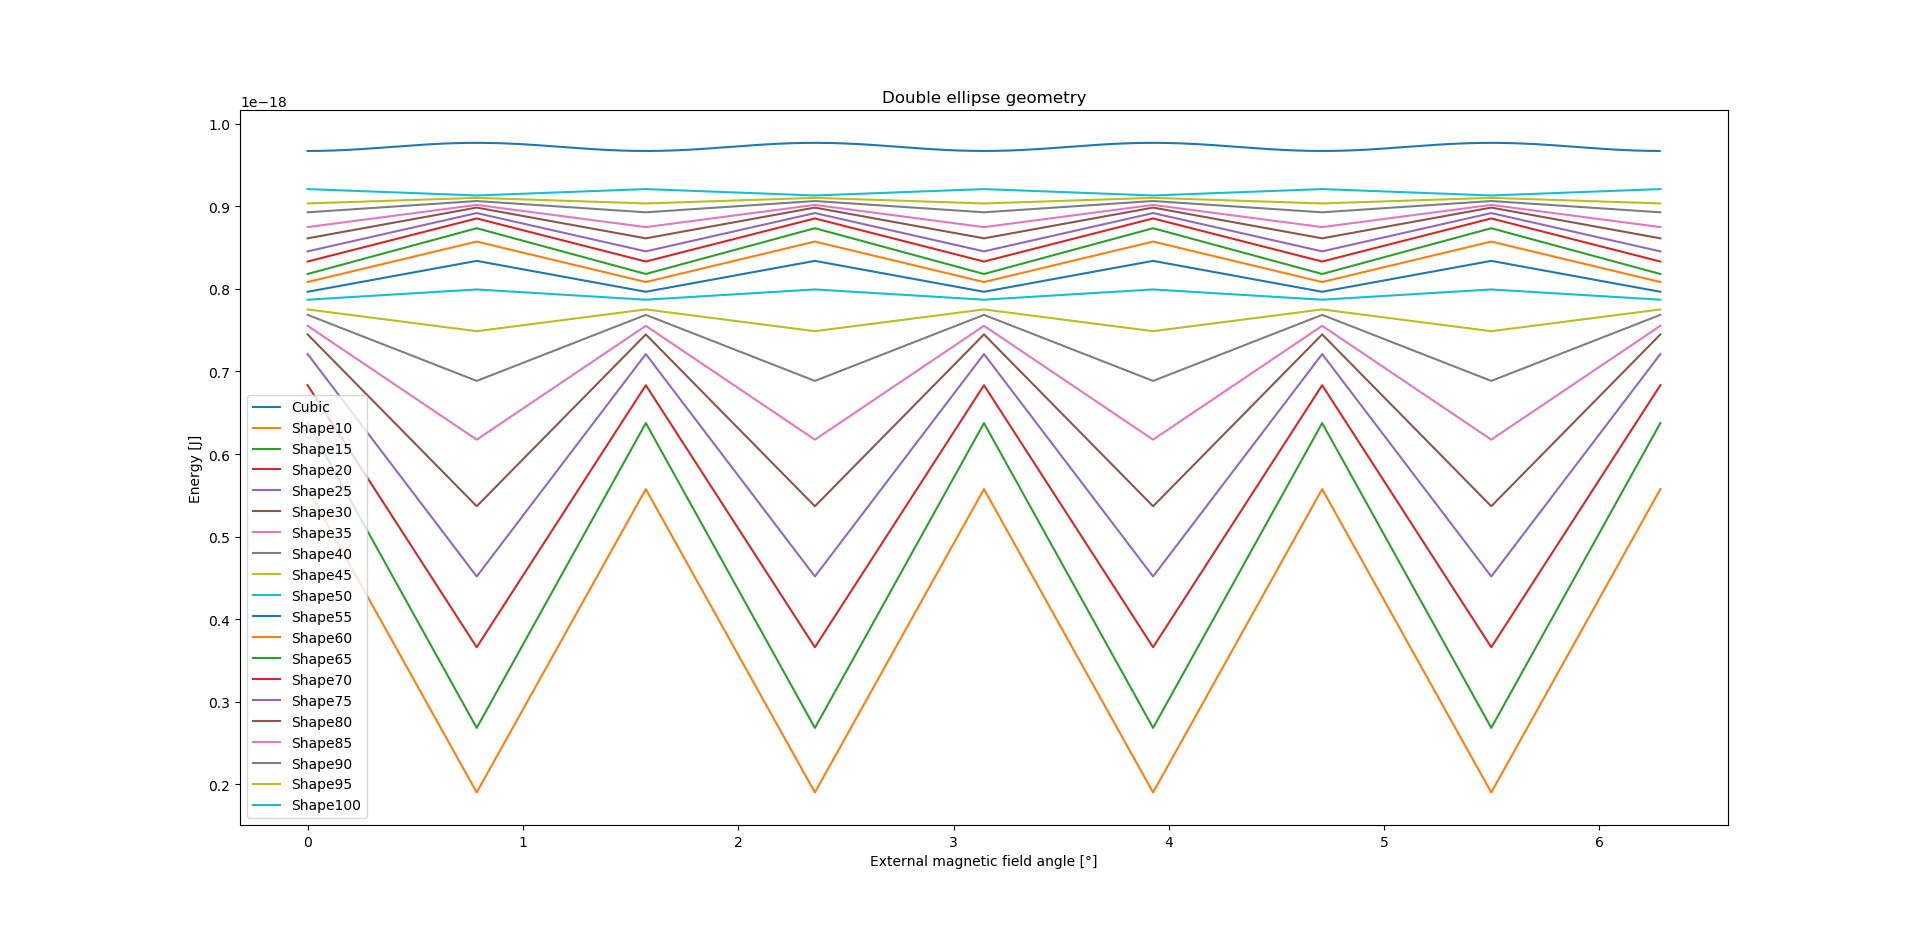 Double ellipse geometry
1e−18
1.0
0.9
0.8
0.7
0.6
0.5
0.4
0.3
0.2
Energy [J]
Cubic
Shape10
Shape15
Shape20
Shape25
Shape30
Shape35
Shape40
Shape45
Shape50
Shape55
Shape60
Shape65
Shape70
Shape75
Shape80
Shape85
Shape90
Shape95
Shape100
0 1 2 3 4 5 6
External magnetic field angle [°]